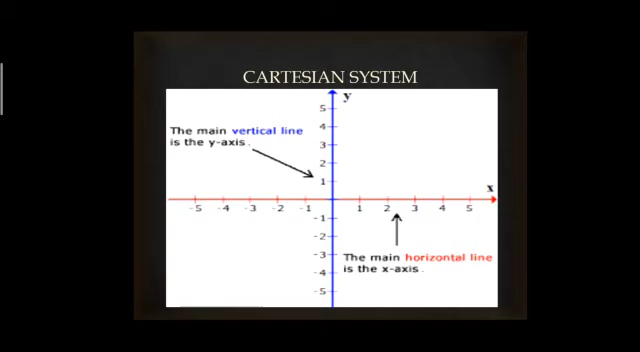 CARTESIAN SYSTEM
y
5
4
The main vertical line
is the y-axis.
3
2
1
x
-5 -4 -3 -2 -1 1 2 3 4 5
-1
-2
-3
The main horizontal line
is the x-axis.
-4
-5